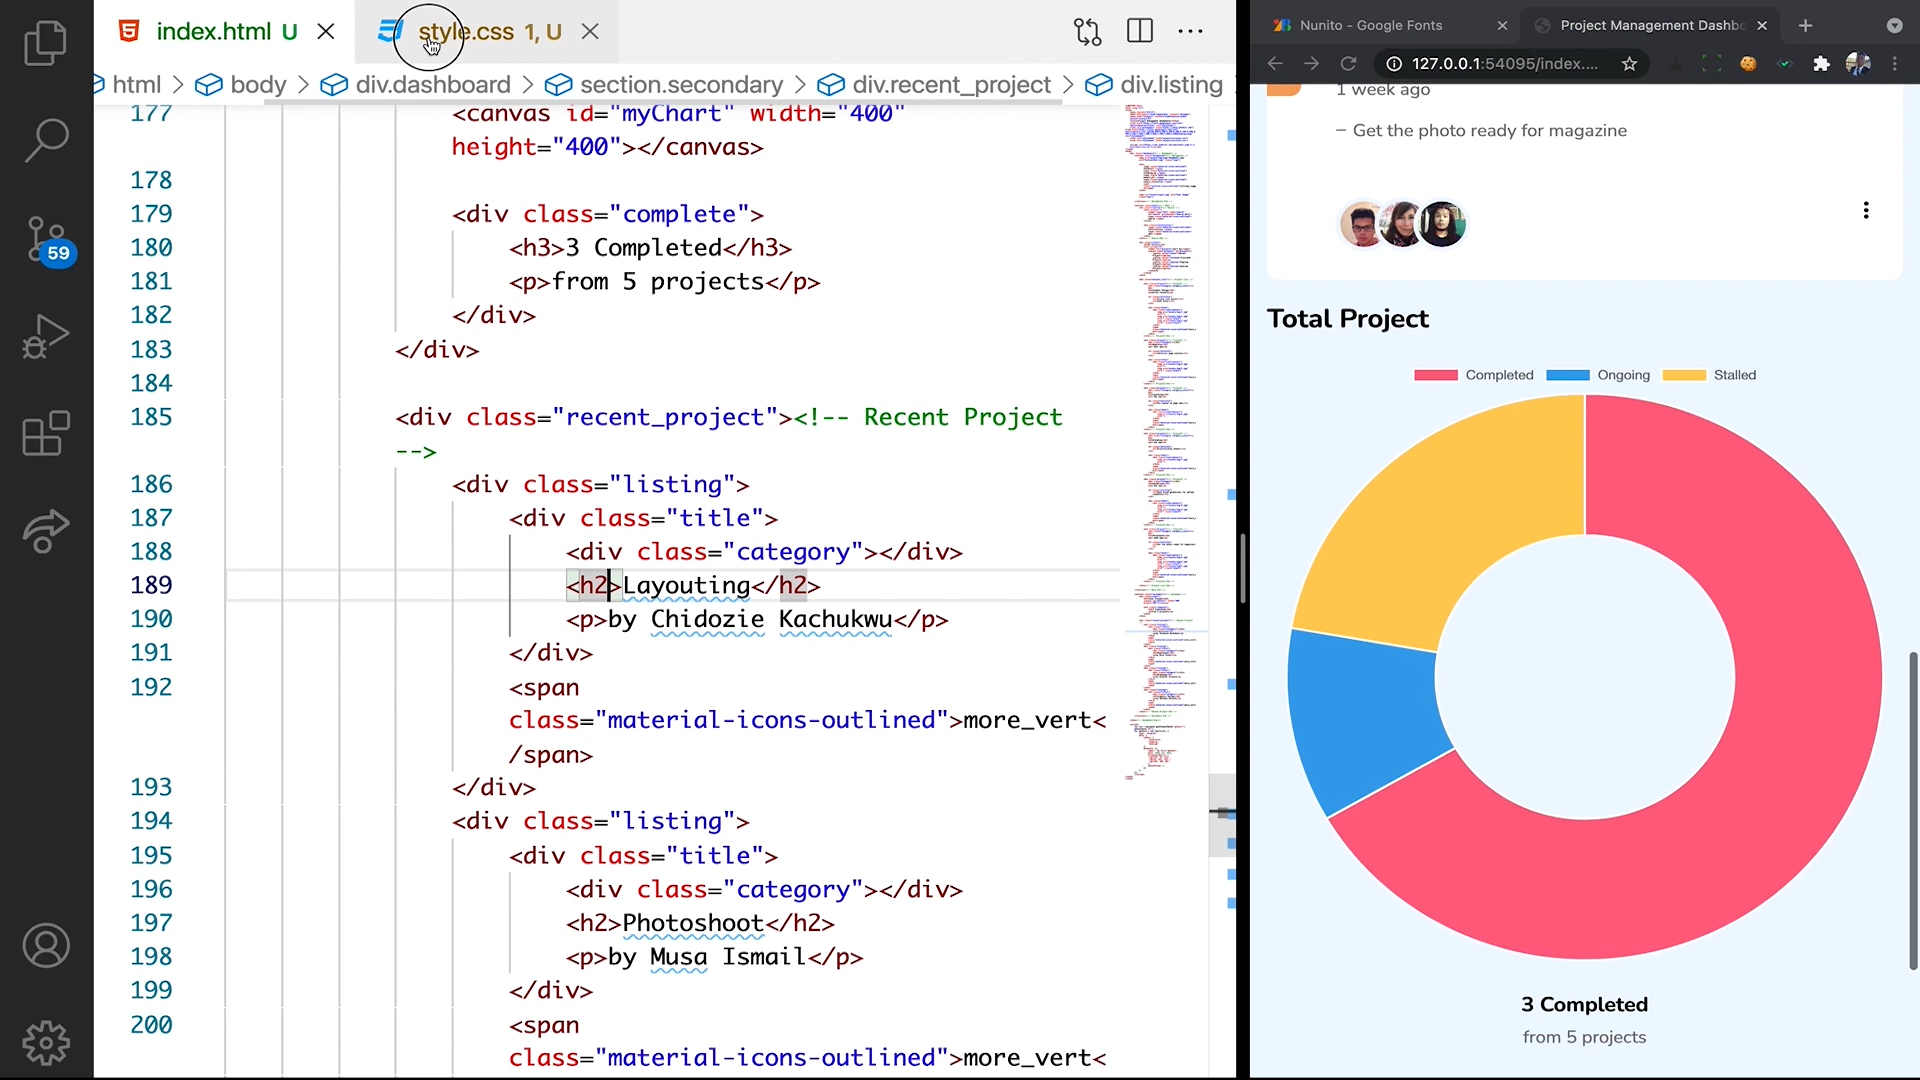 index.html U
style.css 1, U
html > body > div.dashboard > section.secondary > div.recent_project > div.listing
177 <canvas id="myChart" width="400"
height="400"></canvas>
178
179 <div class="complete">
180 <h3>3 Completed</h3>
181 <p>from 5 projects</p>
182 </div>
183 </div>
184
185 <div class="recent_project"><!-- Recent Project
-->
186 <div class="listing">
187 <div class="title">
188 <div class="category"></div>
189 <h2>Layouting</h2>
190 <p>by Chidozie Kachukwu</p>
191 </div>
192 <span
class="material-icons-outlined">more_vert<
/span>
193 </div>
194 <div class="listing">
195 <div class="title">
196 <div class="category"></div>
197 <h2>Photoshoot</h2>
198 <p>by Musa Ismail</p>
199 </div>
200 <span
class="material-icons-outlined">more_vert<
59
Nunito - Google Fonts
Project Management Dashbo
127.0.0.1:54095/index....
1 week ago
– Get the photo ready for magazine
Total Project
Completed
Ongoing
Stalled
3 Completed
from 5 projects